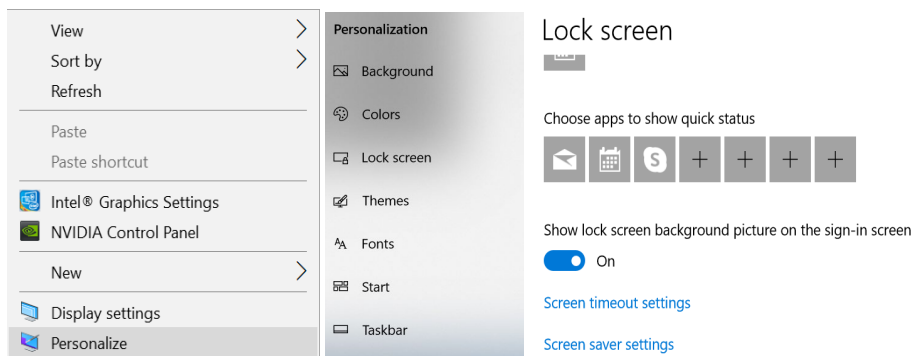 View
Sort by
Refresh
Paste
Paste shortcut
Intel® Graphics Settings
NVIDIA Control Panel
New
Display settings
Personalize
Personalization
Background
Colors
Lock screen
Themes
Fonts
Start
Taskbar
Lock screen
Choose apps to show quick status
Show lock screen background picture on the sign-in screen
On
Screen timeout settings
Screen saver settings